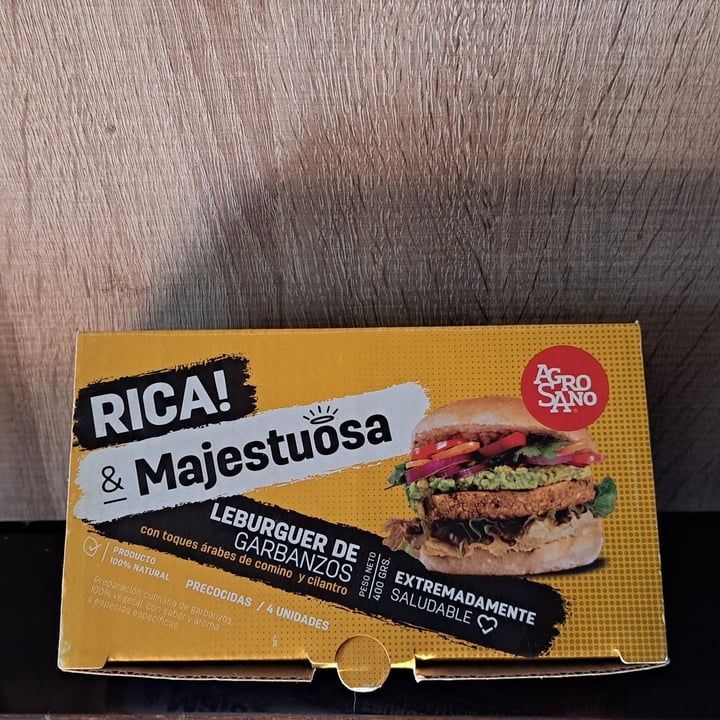 RICA!
& Majestuosa
AGRO
SANO
LEBURGUER DE
GARBANZOS
con toques árabes de comino y cilantro
PESO NETO
400 GRS.
EXTREMADAMENTE
SALUDABLE
PRODUCTO
100% NATURAL
PRECOCIDAS / 4 UNIDADES
Preparación culinaria de garbanzos,
100% vegetal, con sabor y aroma
a especias específicas